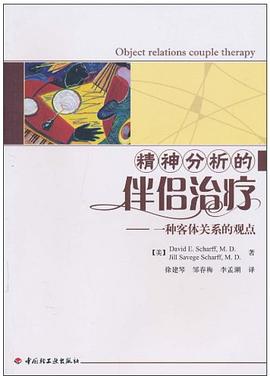 Object relations couple therapy
精神分析的
伴侣治疗
—— 一种客体关系的观点
【美】 David E. Scharff, M. D. 著
Jill Savege Scharff, M. D.
徐建琴 邹春梅 李孟潮 译
中国轻工业出版社